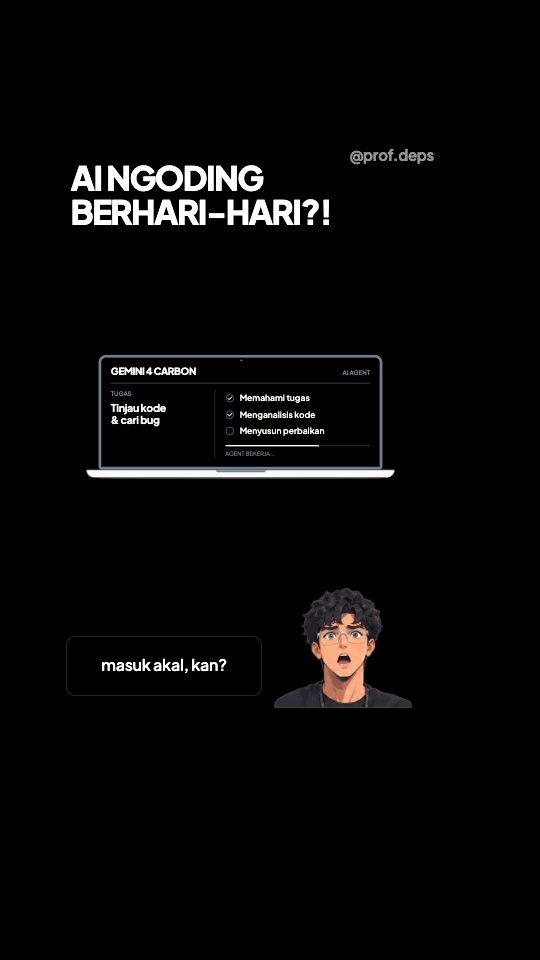 @prof.deps
AI NGODING
BERHARI-HARI?!
GEMINI 4 CARBON
AI AGENT
TUGAS
Tinjau kode
& cari bug
Memahami tugas
Menganalisis kode
Menyusun perbaikan
AGENT BEKERJA...
masuk akal, kan?